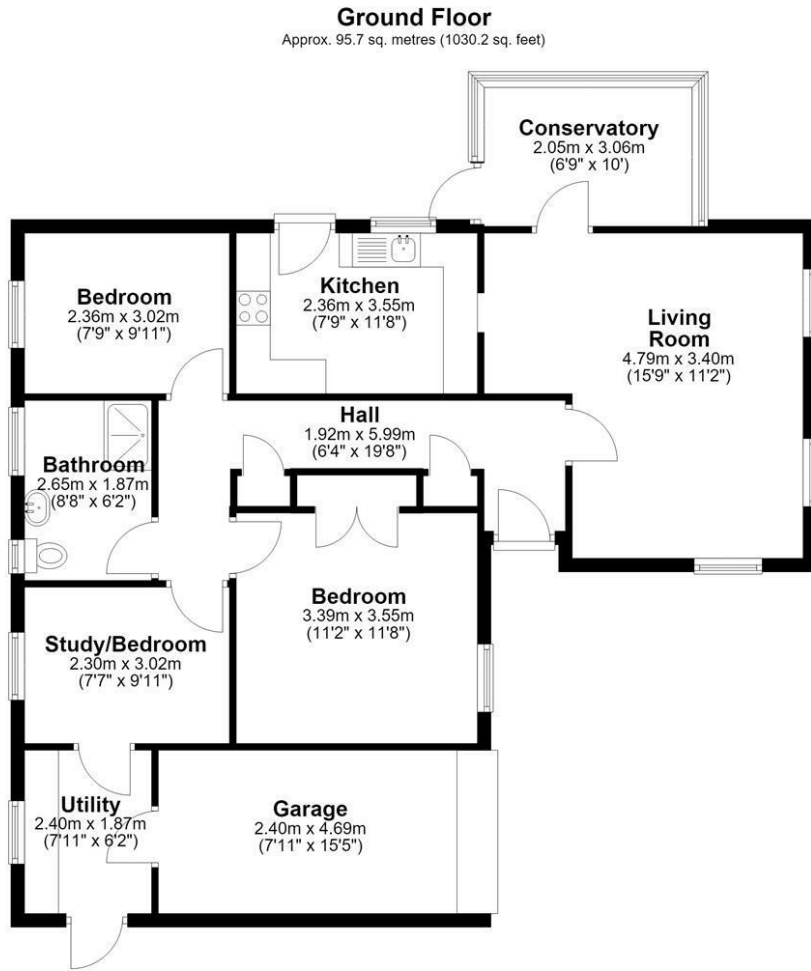 Ground Floor
Approx. 95.7 sq. metres (1030.2 sq. feet)
Conservatory
2.05m x 3.06m
(6'9" x 10')
Bedroom
2.36m x 3.02m
(7'9" x 9'11")
Kitchen
2.36m x 3.55m
(7'9" x 11'8")
Living
Room
4.79m x 3.40m
(15'9" x 11'2")
Hall
1.92m x 5.99m
(6'4" x 19'8")
Bathroom
2.65m x 1.87m
(8'8" x 6'2")
Bedroom
3.39m x 3.55m
(11'2" x 11'8")
Study/Bedroom
2.30m x 3.02m
(7'7" x 9'11")
Utility
2.40m x 1.87m
(7'11" x 6'2")
Garage
2.40m x 4.69m
(7'11" x 15'5")